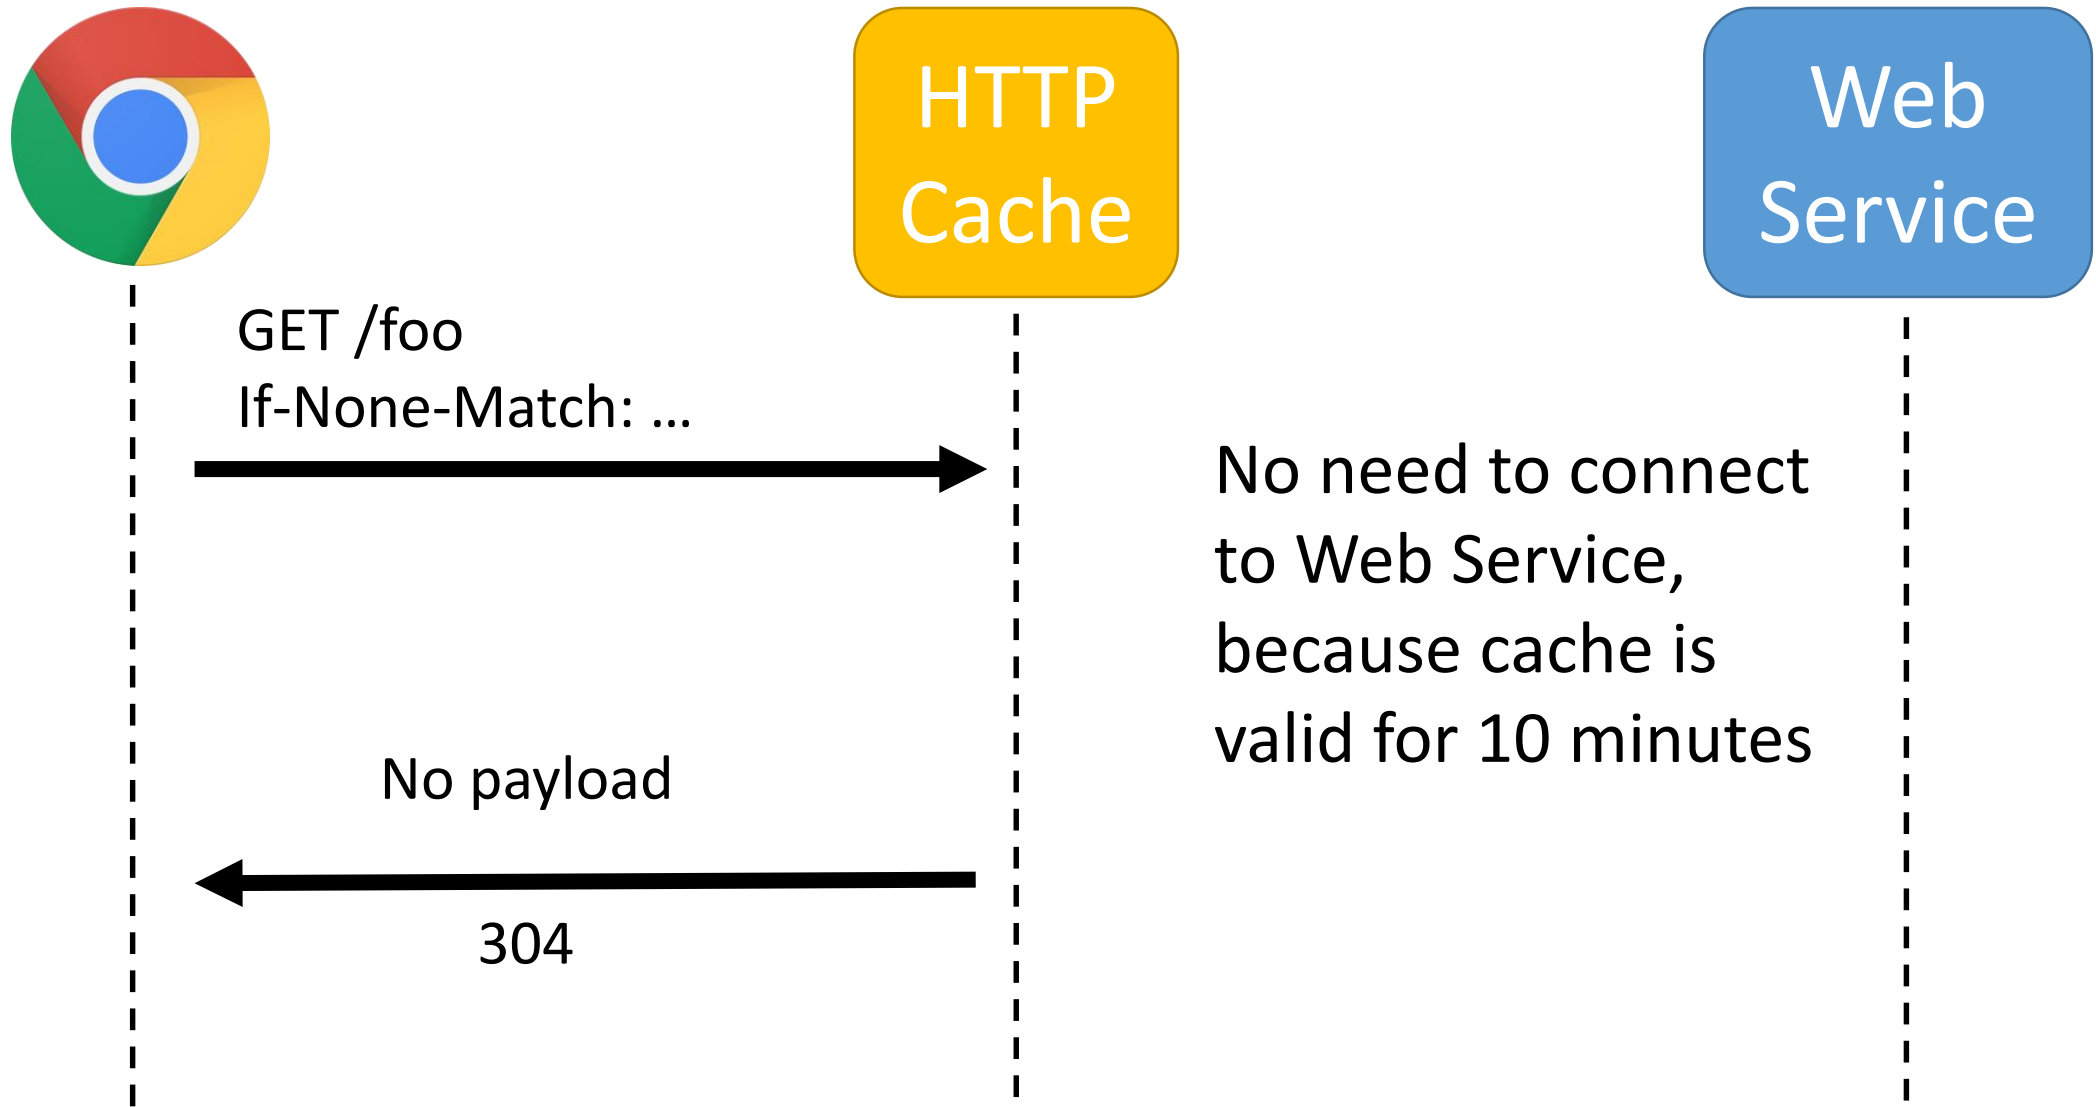 HTTP
Cache
Web
Service
GET /foo
If-None-Match: ...
No need to connect
to Web Service,
because cache is
valid for 10 minutes
No payload
304